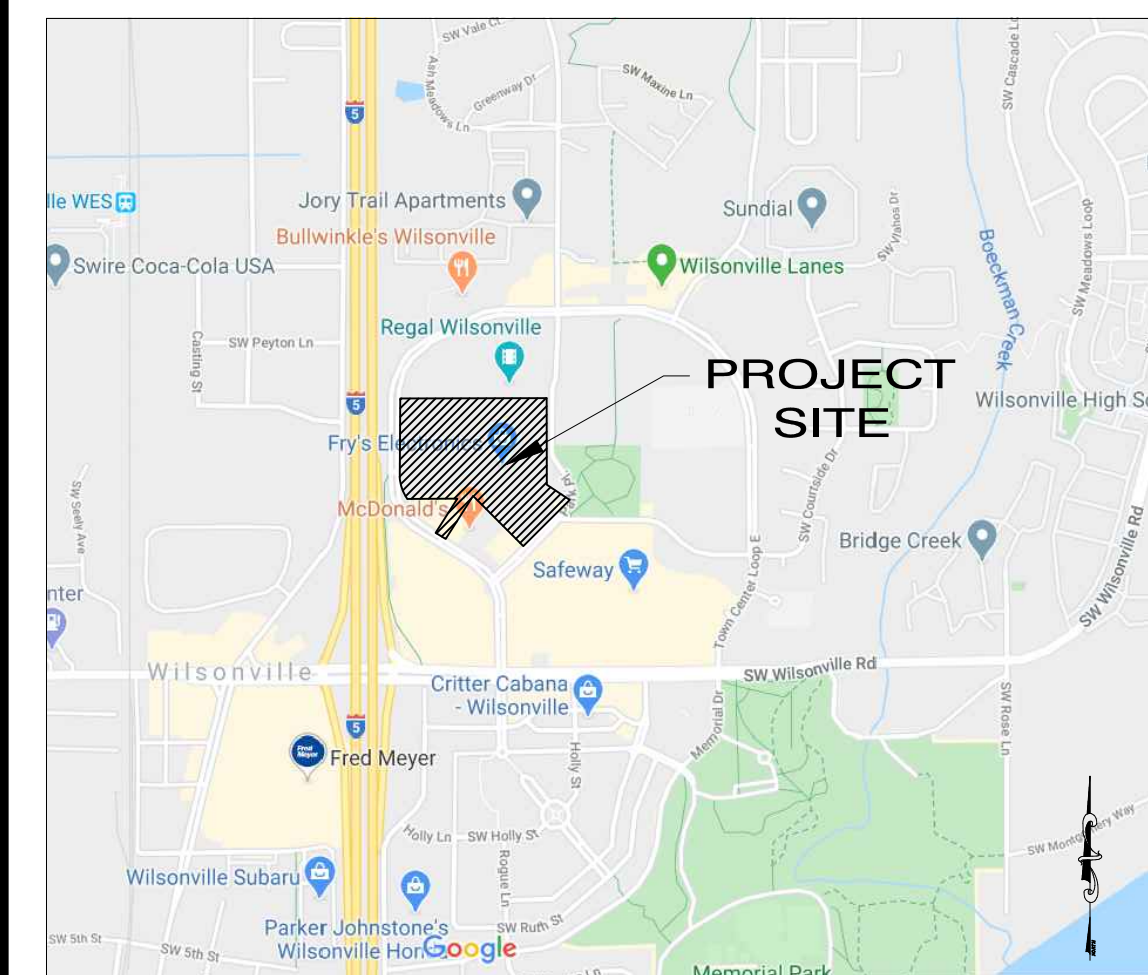 SW Vale Ct
SW Cascade Lo
Ash Meadows Ln
Greenway Dr
SW Maxine Ln
5
lle WES
Jory Trail Apartments
Sundial
SW Vlahos Dr
SW Meadows Loop
Bullwinkle's Wilsonville
Boeckman Creek
Swire Coca-Cola USA
Wilsonville Lanes
Regal Wilsonville
Casting St
SW Peyton Ln
PROJECT
SITE
5
Wilsonville High Sc
Fry's Electronics
McDonald's
SW Seely Ave
SW Courtside Dr
Bridge Creek
Safeway
Town Center Loop E
SW Wilsonville Rd
nter
Wilsonville
SW Wilsonville Rd
Critter Cabana
- Wilsonville
Memorial Dr
SW Rose Ln
5
Fred Meyer
Fred Meyer
Holly St
Holly Ln
SW Holly St
SW Montgomery Way
Rogue Ln
Wilsonville Subaru
Parker Johnstone's
Wilsonville Hon
Google
SW Ruth St
SW 5th St
SW 5th St
Memorial Park